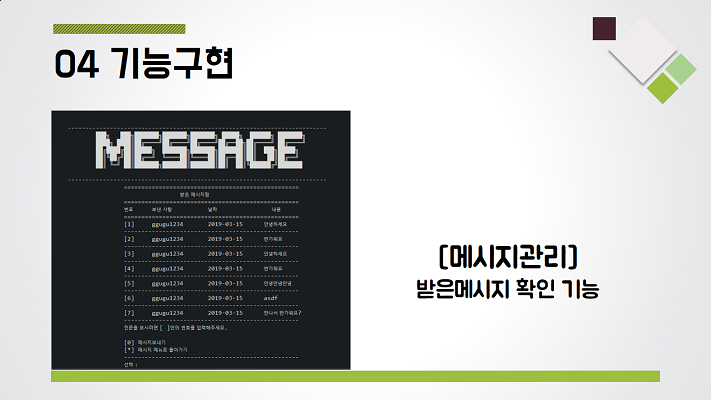 04 기능구현
MESSAGE
받은 메시지함
번호 보낸 사람 날짜 내용
[1] ggugu1234 2019-03-15 안녕하세요
[2] ggugu1234 2019-03-15 반가워요
[3] ggugu1234 2019-03-15 안녕하세요
[4] ggugu1234 2019-03-15 반가워요
[5] ggugu1234 2019-03-15 안녕안녕안녕
[6] ggugu1234 2019-03-15 asdf
[7] ggugu1234 2019-03-15 만나서 반가워요?
전문을 보시려면 [ ]안의 번호를 입력해주세요.
[0] 메시지보내기
[*] 메시지 메뉴로 돌아가기
선택 :
[메시지관리]
받은메시지 확인 기능